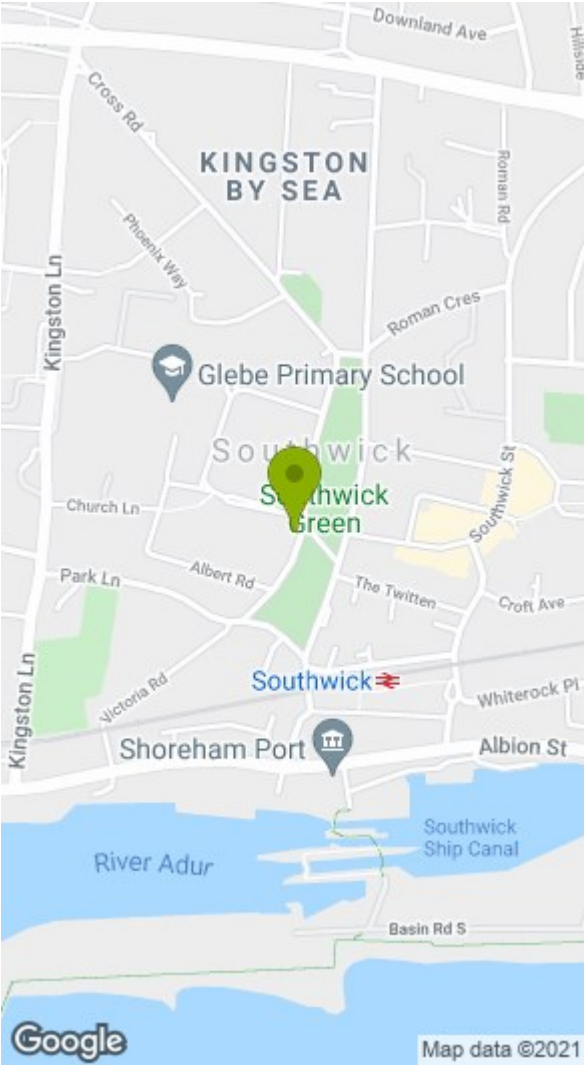 Downland Ave
Hillside
Cross Rd
KINGSTON
BY SEA
Roman Rd
Phoenix Way
Kingston Ln
Roman Cres
Glebe Primary School
Southwick
Southwick
Green
Southwick St
Church Ln
Albert Rd
Park Ln
The Twitten
Croft Ave
Kingston Ln
Victoria Rd
Southwick
Whiterock Pl
Shoreham Port
Albion St
Southwick
Ship Canal
River Adur
Basin Rd S
Google
Map data ©2021